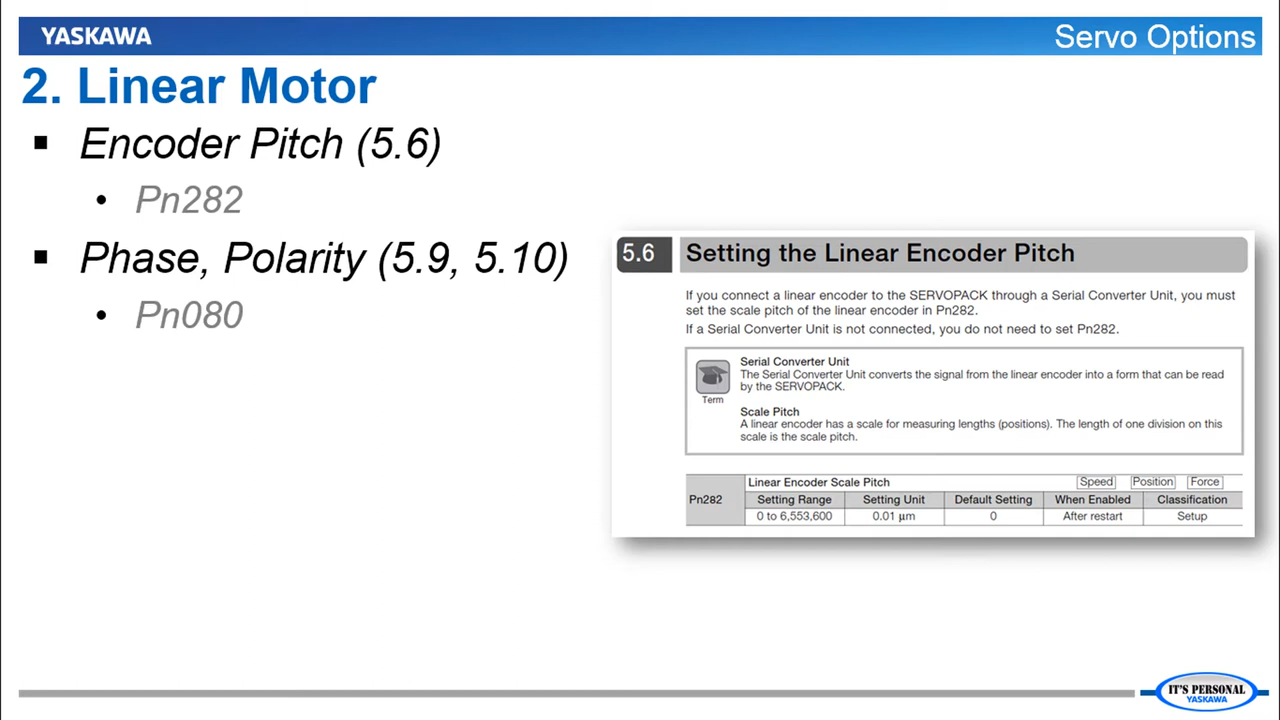 YASKAWA
Servo Options
2. Linear Motor
▪ Encoder Pitch (5.6)
• Pn282
▪ Phase, Polarity (5.9, 5.10)
• Pn080
5.6 Setting the Linear Encoder Pitch
If you connect a linear encoder to the SERVOPACK through a Serial Converter Unit, you must
set the scale pitch of the linear encoder in Pn282.
If a Serial Converter Unit is not connected, you do not need to set Pn282.
Term
Serial Converter Unit
The Serial Converter Unit converts the signal from the linear encoder into a form that can be read
by the SERVOPACK.
Scale Pitch
A linear encoder has a scale for measuring lengths (positions). The length of one division on this
scale is the scale pitch.
Pn282
Linear Encoder Scale Pitch Speed Position Force
Setting Range Setting Unit Default Setting When Enabled Classification
0 to 6,553,600 0.01 μm 0 After restart Setup
IT'S PERSONAL
YASKAWA